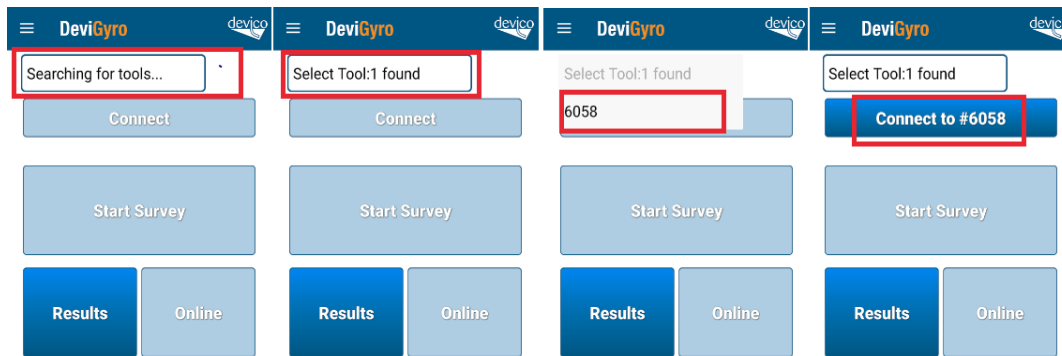 DeviGyro devico
Searching for tools...
Connect
Start Survey
Results Online
DeviGyro devico
Select Tool:1 found
Connect
Start Survey
Results Online
DeviGyro devico
Select Tool:1 found
6058
Start Survey
Results Online
DeviGyro devic
Select Tool:1 found
Connect to #6058
Start Survey
Results Online